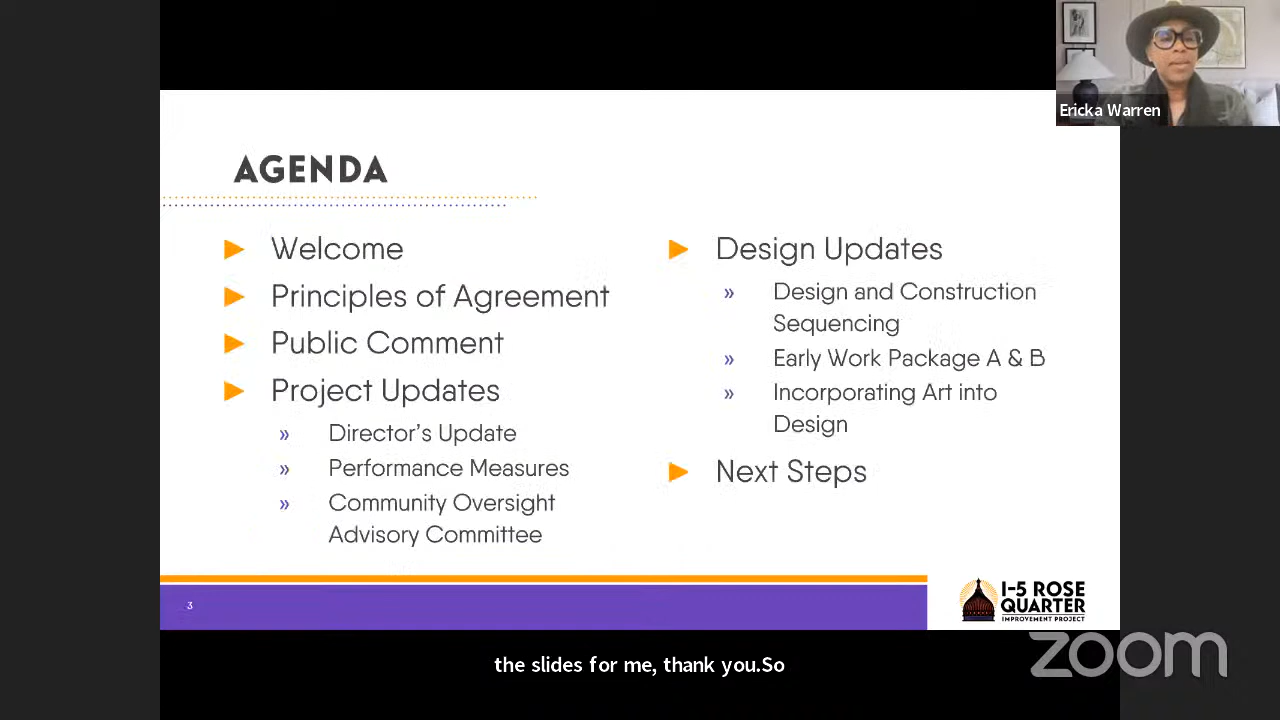 Ericka Warren
AGENDA
Welcome
Principles of Agreement
Public Comment
Project Updates
» Director's Update
» Performance Measures
» Community Oversight
Advisory Committee
Design Updates
» Design and Construction
Sequencing
» Early Work Package A & B
» Incorporating Art into
Design
Next Steps
3
I-5 ROSE
QUARTER
IMPROVEMENT PROJECT
zoom
the slides for me, thank you.So